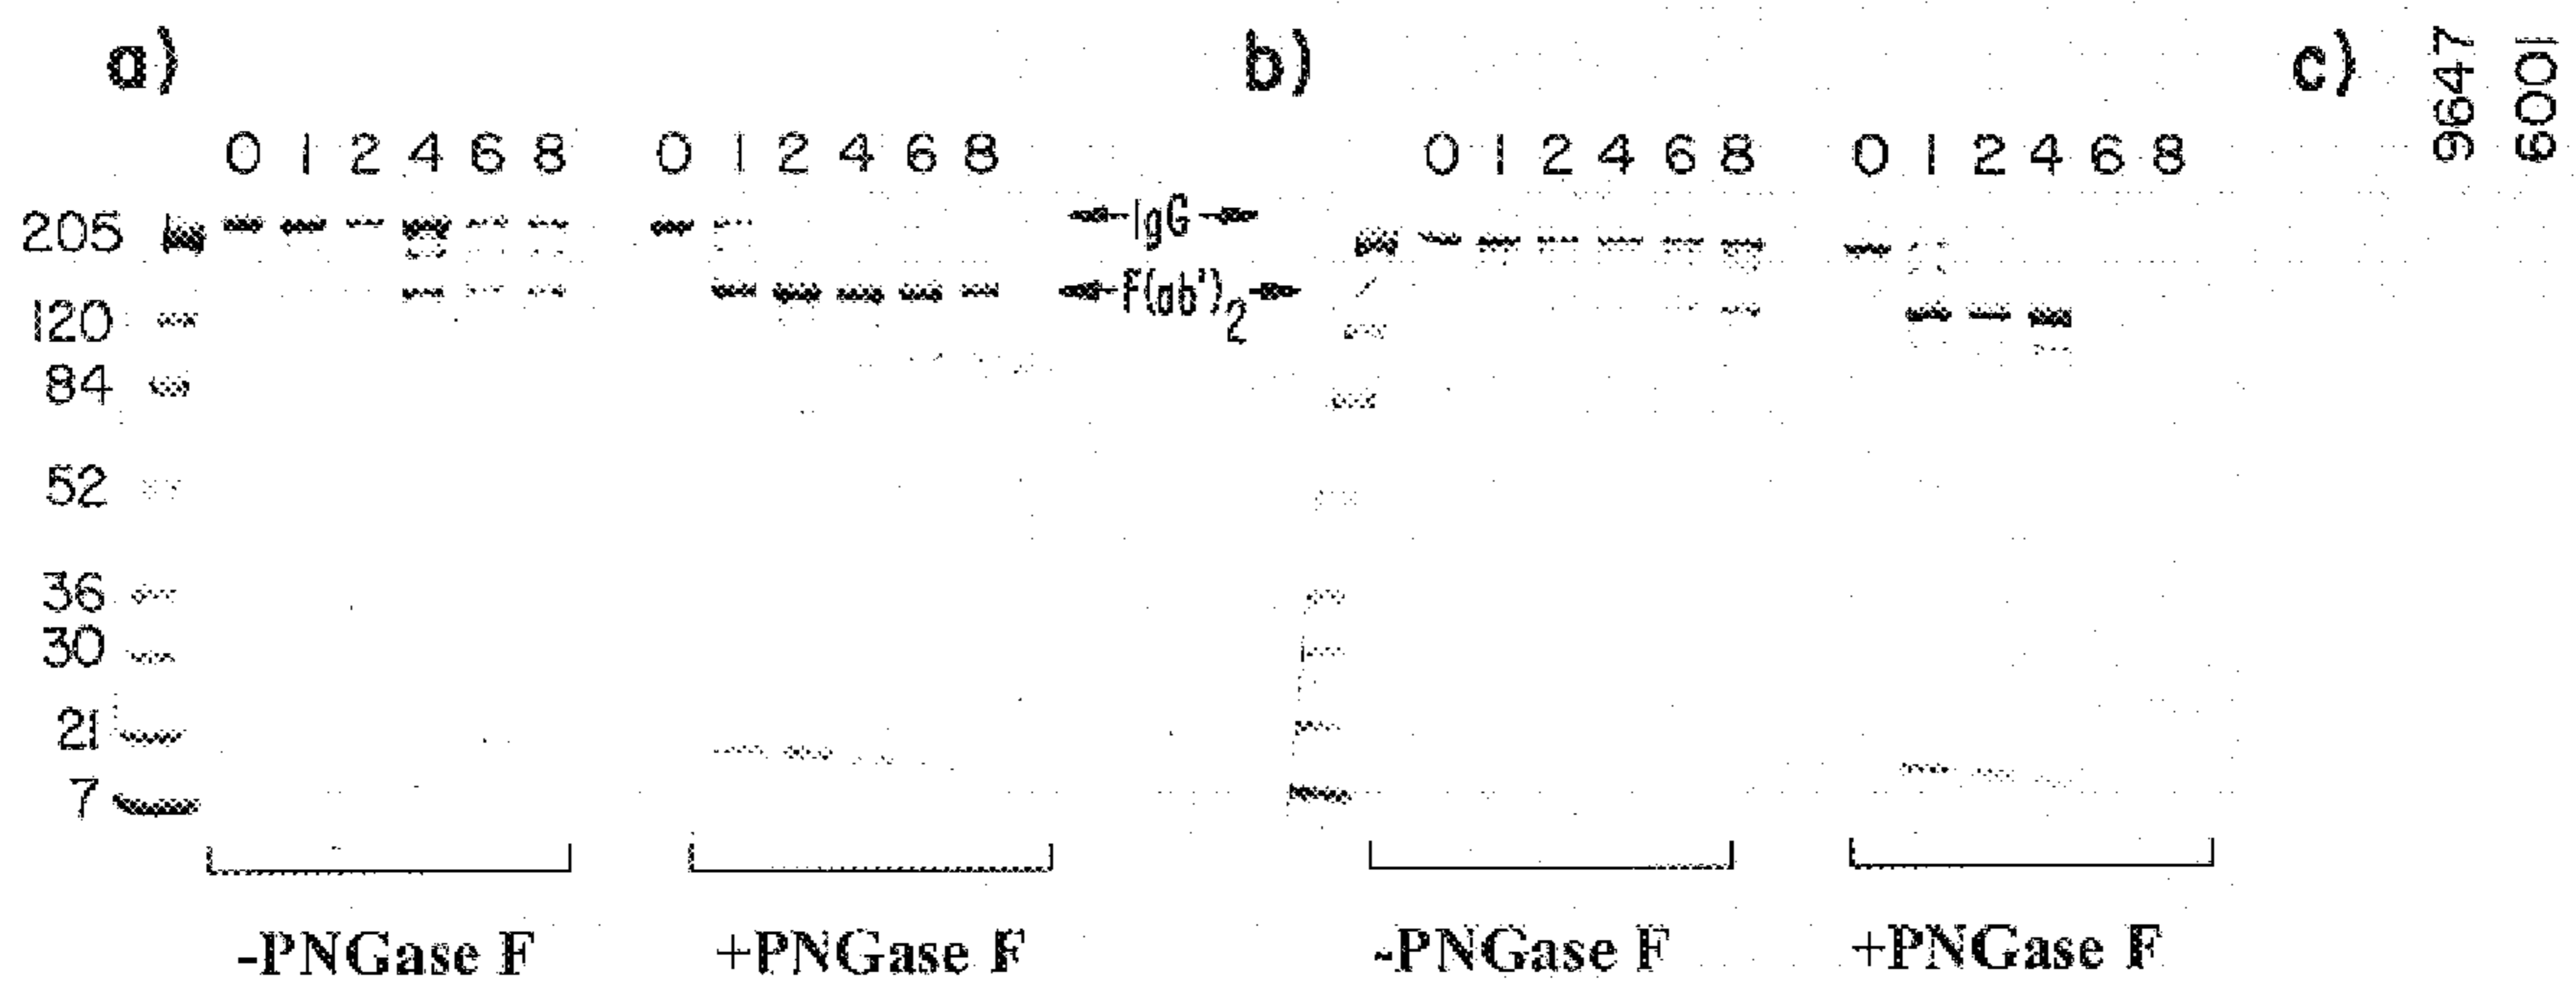 a) b) c) 9647 6001
0 1 2 4 6 8 0 1 2 4 6 8 0 1 2 4 6 8 0 1 2 4 6 8
IgG
205
F(ab')2
120
84
52
36
30
21
7
-PNGase F +PNGase F -PNGase F +PNGase F